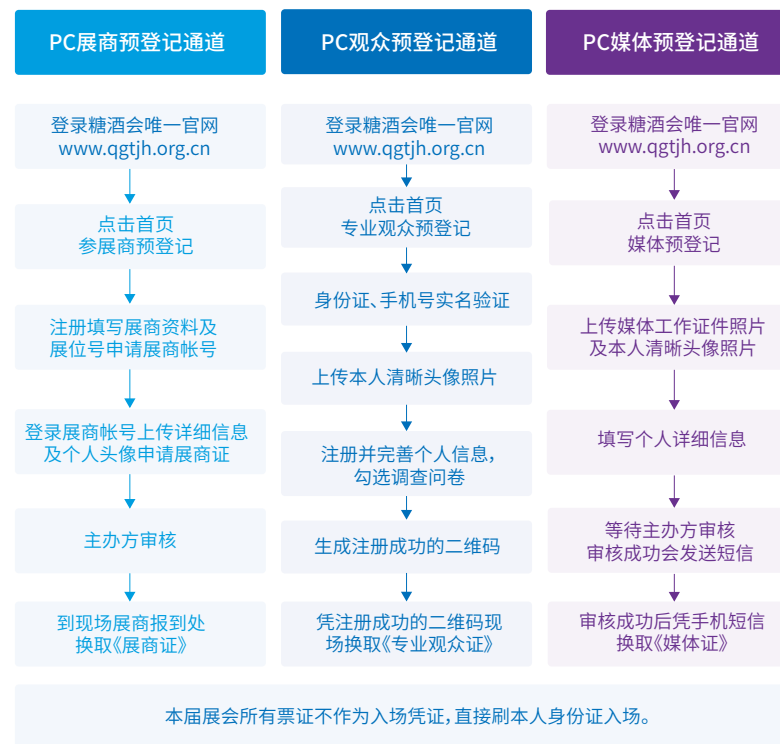 PC展商预登记通道
登录糖酒会唯一官网
www.qgtjh.org.cn
点击首页
参展商预登记
注册填写展商资料及
展位号申请展商帐号
登录展商帐号上传详细信息
及个人头像申请展商证
主办方审核
到现场展商报到处
换取《展商证》
PC观众预登记通道
登录糖酒会唯一官网
www.qgtjh.org.cn
点击首页
专业观众预登记
身份证、手机号实名验证
上传本人清晰头像照片
注册并完善个人信息，
勾选调查问卷
生成注册成功的二维码
凭注册成功的二维码现
场换取《专业观众证》
PC媒体预登记通道
登录糖酒会唯一官网
www.qgtjh.org.cn
点击首页
媒体预登记
上传媒体工作证件照片
及本人清晰头像照片
填写个人详细信息
等待主办方审核
审核成功会发送短信
审核成功后凭手机短信
换取《媒体证》
本届展会所有票证不作为入场凭证，直接刷本人身份证入场。